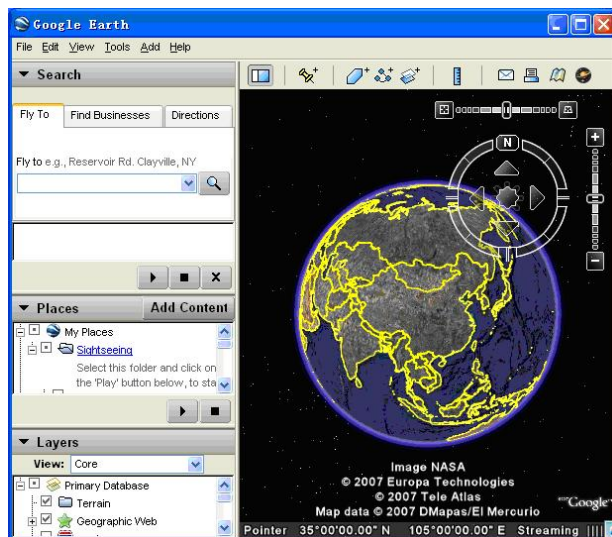 Google Earth
File Edit View Tools Add Help
Search
Fly To Find Businesses Directions
Fly to e.g., Reservoir Rd. Clayville, NY
Places Add Content
My Places
Sightseeing
Select this folder and click on
the 'Play' button below, to sta
Layers
View: Core
Primary Database
Terrain
Geographic Web
N
Image NASA
© 2007 Europa Technologies
© 2007 Tele Atlas
Map data © 2007 DMapas/El Mercurio
Google
Pointer 35°00'00.00" N 105°00'00.00" E Streaming